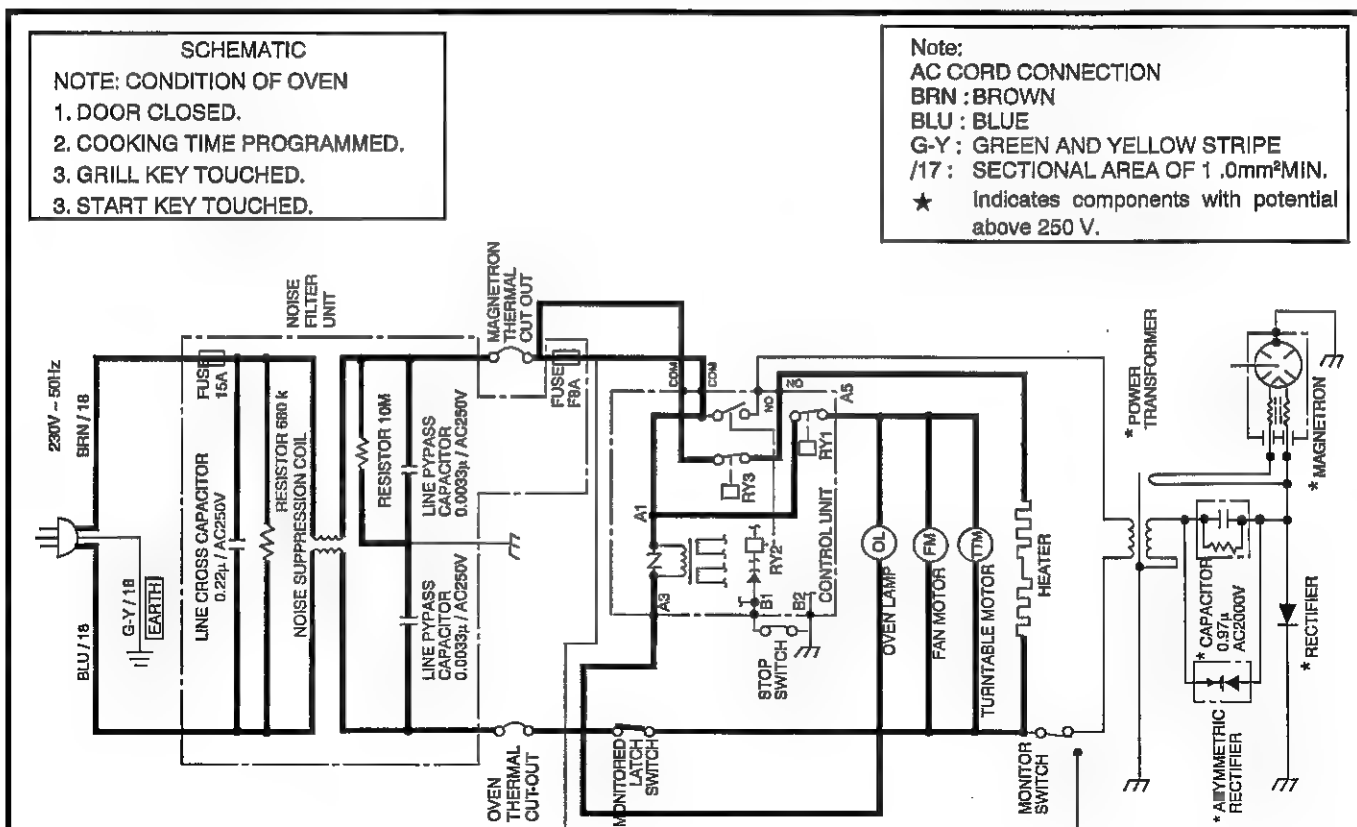 SCHEMATIC
NOTE: CONDITION OF OVEN
1. DOOR CLOSED.
2. COOKING TIME PROGRAMMED.
3. GRILL KEY TOUCHED.
3. START KEY TOUCHED.
Note:
AC CORD CONNECTION
BRN : BROWN
BLU : BLUE
G-Y : GREEN AND YELLOW STRIPE
/17 : SECTIONAL AREA OF 1 .0mm²MIN.
★ Indicates components with potential
above 250 V.
230V ~ 50Hz
BRN / 18
BLU / 18
G-Y / 18
EARTH
NOISE
FILTER
UNIT
FUSE
15A
LINE CROSS CAPACITOR
0.22µ / AC250V
RESISTOR 680 k
NOISE SUPPRESSION COIL
RESISTOR 10M
LINE PYPASS
CAPACITOR
0.0033µ / AC250V
LINE PYPASS
CAPACITOR
0.0033µ / AC250V
MAGNETRON
THERMAL
CUT OUT
FUSE
F8A
OVEN
THERMAL
CUT-OUT
MONITORED
LATCH
SWITCH
COM
COM
NO
NO
A5
A1
A3
RY1
RY3
RY2
B1
B2
CONTROL UNIT
STOP
SWITCH
OL
OVEN LAMP
FM
FAN MOTOR
TTM
TURNTABLE MOTOR
HEATER
MONITOR
SWITCH
* POWER
TRANSFORMER
* MAGNETRON
* CAPACITOR
0.97µ
AC2000V
* RECTIFIER
RECTIFIER